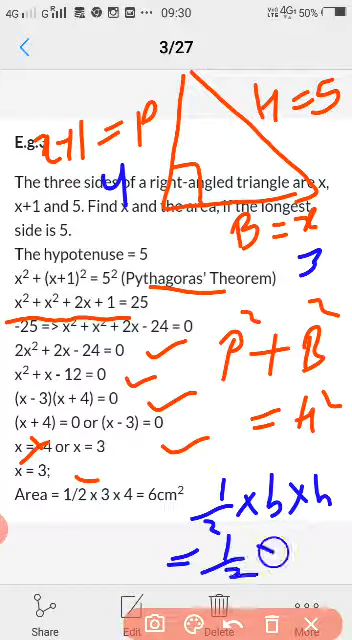 4G G 09:30 VoI LTE 4G 50%
3/27
E.g.3
x+1 = P
H = 5
4
The three sides of a right-angled triangle are x,
x+1 and 5. Find x and the area, if the longest
side is 5.
B = x
3
The hypotenuse = 5
x² + (x+1)² = 5² (Pythagoras' Theorem)
x² + x² + 2x + 1 = 25
-25 => x² + x² + 2x - 24 = 0
2x² + 2x - 24 = 0
x² + x - 12 = 0
(x - 3)(x + 4) = 0
(x + 4) = 0 or (x - 3) = 0
x = -4 or x = 3
x = 3;
Area = 1/2 x 3 x 4 = 6cm²
P² + B²
= H²
1/2 × b × h
= 1/2 ×
Share Edit Delete More